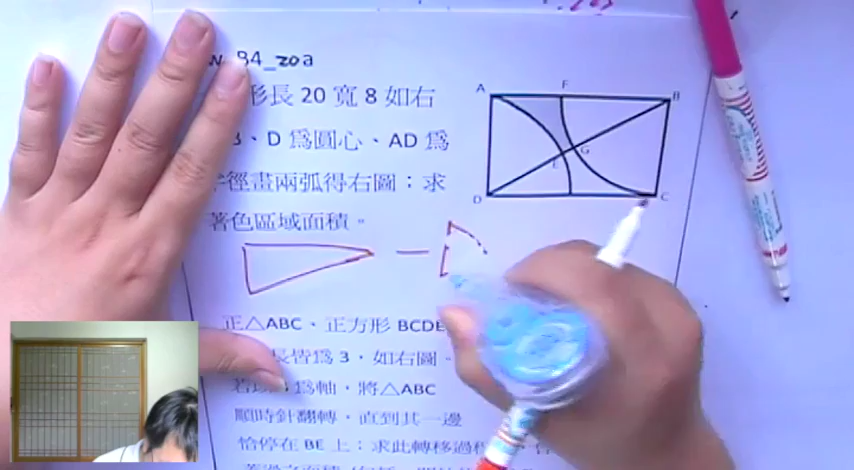 84_20a
形長 20 寬 8 如右
A
F
B
、D 爲圓心、AD 爲
G
E
徑畫兩弧得右圖：求
D
C
著色區域面積。
正△ABC、正方形 BCDE
長皆爲 3，如右圖。
爲軸，將△ABC
順時針翻轉，直到其一邊
恰停在 BE 上：求此轉移過程